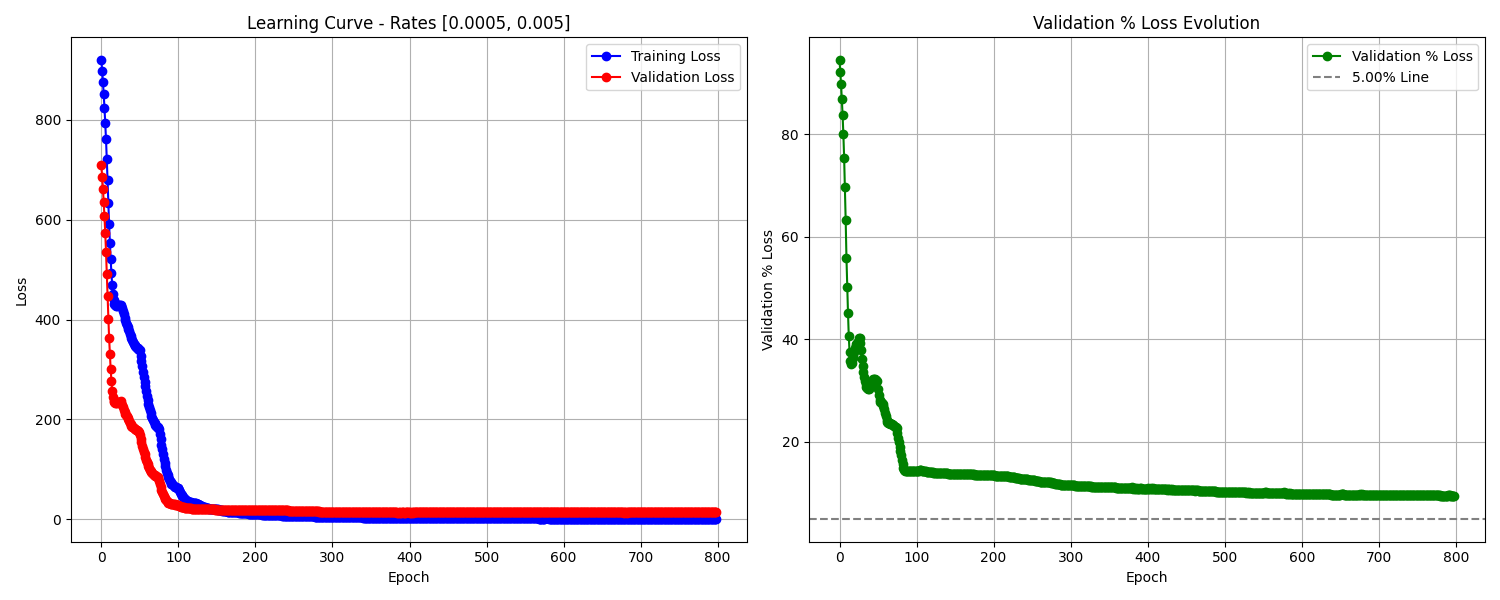 Learning Curve - Rates [0.0005, 0.005]
Training Loss
Validation Loss
Loss
800
600
400
200
0
0 100 200 300 400 500 600 700 800
Epoch
Validation % Loss Evolution
Validation % Loss
5.00% Line
Validation % Loss
80
60
40
20
0 100 200 300 400 500 600 700 800
Epoch